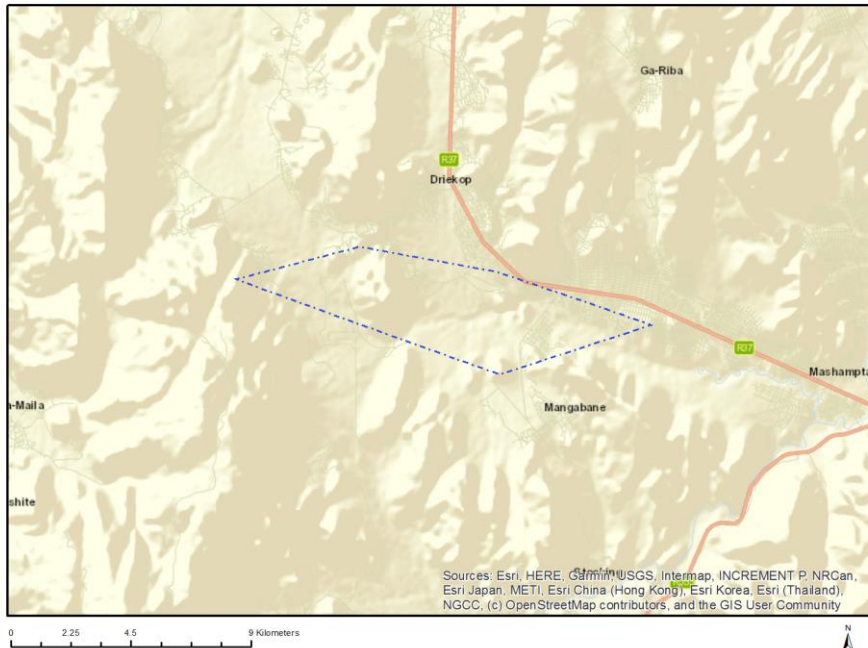 Ga-Riba
R37
Driekop
R37
Mashampta
a-Maila
Mangabane
shite
Sources: Esri, HERE, Garmin, USGS, Intermap, INCREMENT P, NRCan,
Esri Japan, METI, Esri China (Hong Kong), Esri Korea, Esri (Thailand),
NGCC, (c) OpenStreetMap contributors, and the GIS User Community
0 2.25 4.5 9 Kilometers
N